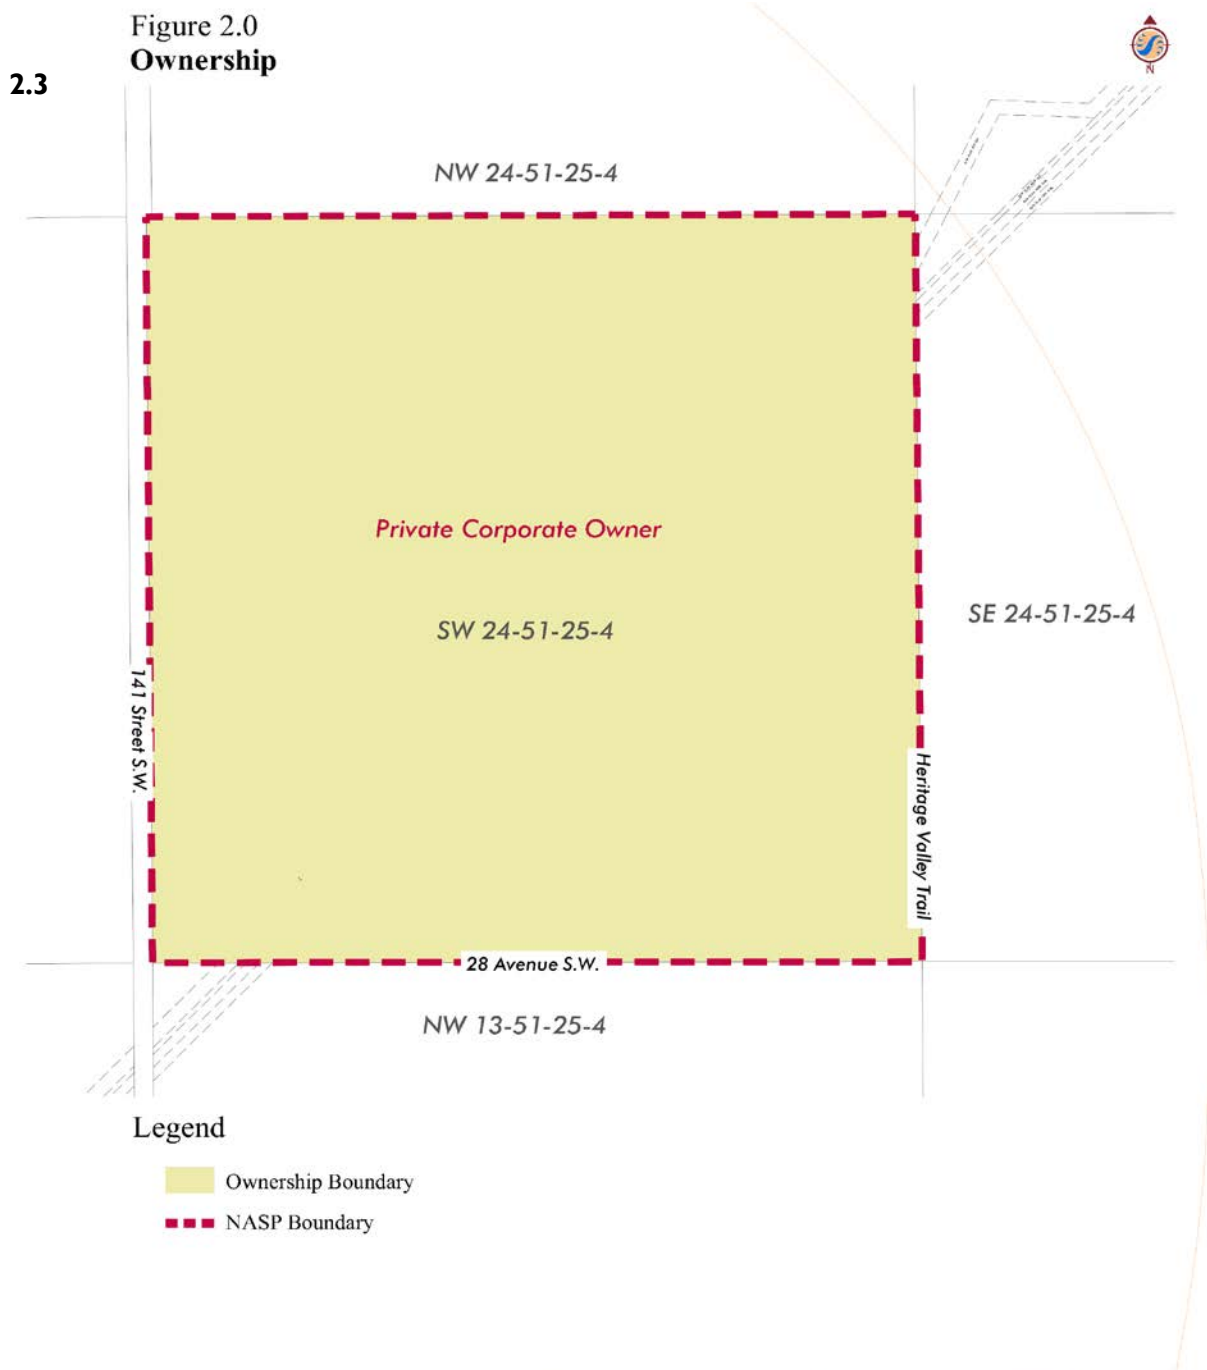 Figure 2.0
Ownership
2.3
N
NW 24-51-25-4
Private Corporate Owner
SW 24-51-25-4
SE 24-51-25-4
141 Street S.W.
Heritage Valley Trail
28 Avenue S.W.
NW 13-51-25-4
Legend
Ownership Boundary
NASP Boundary